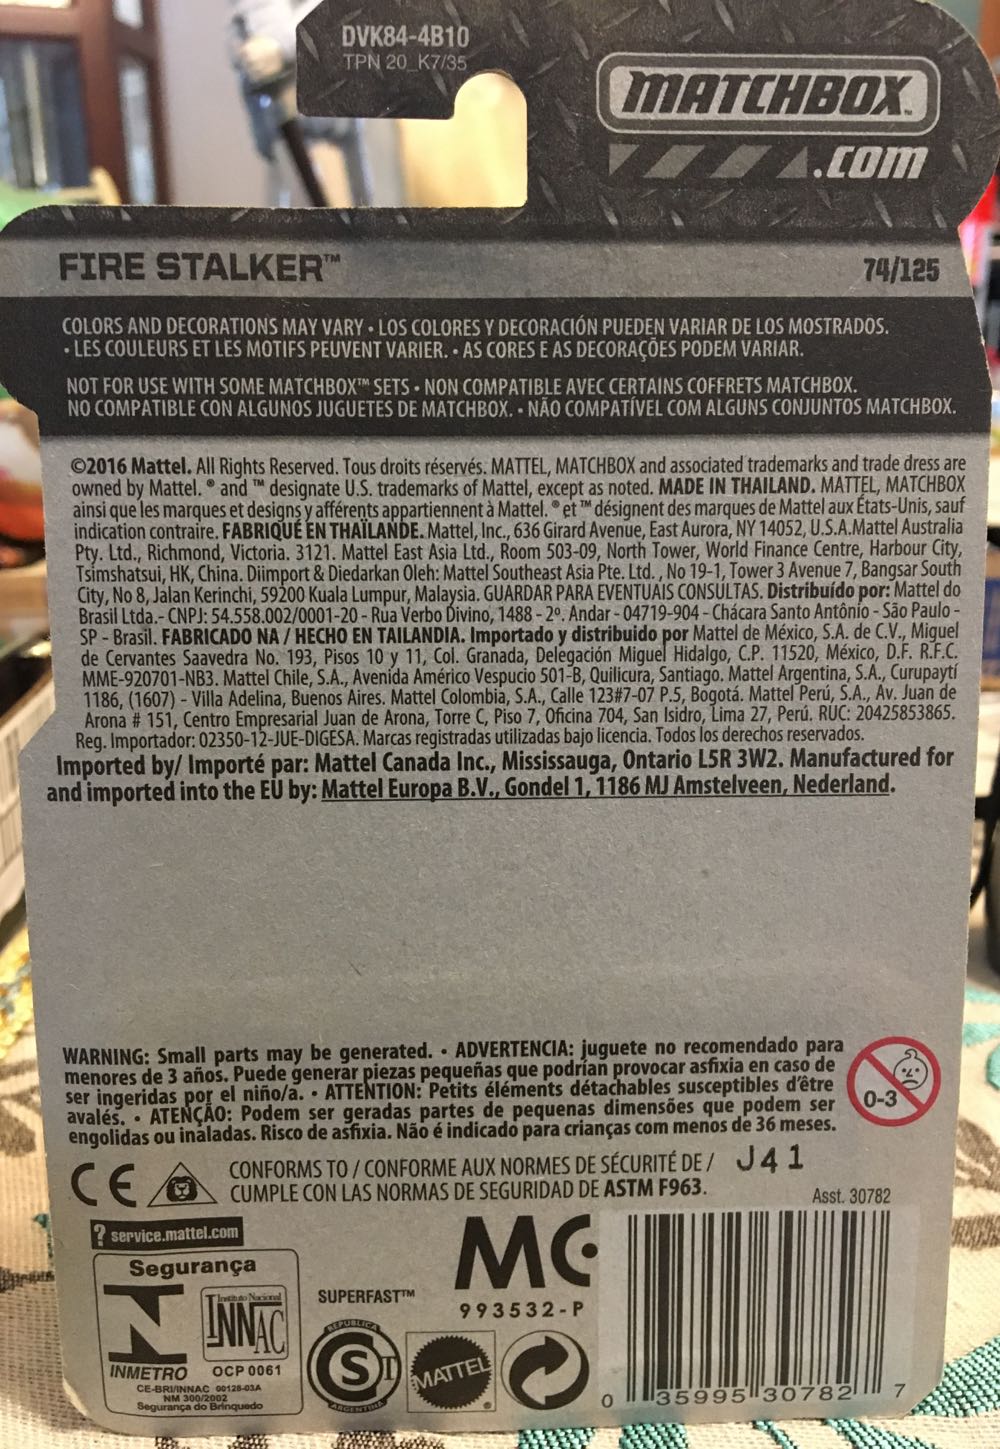 DVK84-4B10
TPN 20_K7/35
MATCHBOX
.COM
FIRE STALKER™
74/125
COLORS AND DECORATIONS MAY VARY • LOS COLORES Y DECORACIÓN PUEDEN VARIAR DE LOS MOSTRADOS.
• LES COULEURS ET LES MOTIFS PEUVENT VARIER. • AS CORES E AS DECORAÇÕES PODEM VARIAR.
NOT FOR USE WITH SOME MATCHBOX™ SETS • NON COMPATIBLE AVEC CERTAINS COFFRETS MATCHBOX.
NO COMPATIBLE CON ALGUNOS JUGUETES DE MATCHBOX. • NÃO COMPATÍVEL COM ALGUNS CONJUNTOS MATCHBOX.
©2016 Mattel. All Rights Reserved. Tous droits réservés. MATTEL, MATCHBOX and associated trademarks and trade dress are
owned by Mattel. ® and ™ designate U.S. trademarks of Mattel, except as noted. MADE IN THAILAND. MATTEL, MATCHBOX
ainsi que les marques et designs y afférents appartiennent à Mattel. ® et ™ désignent des marques de Mattel aux États-Unis, sauf
indication contraire. FABRIQUÉ EN THAÏLANDE. Mattel, Inc., 636 Girard Avenue, East Aurora, NY 14052, U.S.A.Mattel Australia
Pty. Ltd., Richmond, Victoria. 3121. Mattel East Asia Ltd., Room 503-09, North Tower, World Finance Centre, Harbour City,
Tsimshatsui, HK, China. Diimport & Diedarkan Oleh: Mattel Southeast Asia Pte. Ltd. , No 19-1, Tower 3 Avenue 7, Bangsar South
City, No 8, Jalan Kerinchi, 59200 Kuala Lumpur, Malaysia. GUARDAR PARA EVENTUAIS CONSULTAS. Distribuído por: Mattel do
Brasil Ltda.- CNPJ: 54.558.002/0001-20 - Rua Verbo Divino, 1488 - 2º. Andar - 04719-904 - Chácara Santo Antônio - São Paulo -
SP - Brasil. FABRICADO NA / HECHO EN TAILANDIA. Importado y distribuido por Mattel de México, S.A. de C.V., Miguel
de Cervantes Saavedra No. 193, Pisos 10 y 11, Col. Granada, Delegación Miguel Hidalgo, C.P. 11520, México, D.F. R.F.C.
MME-920701-NB3. Mattel Chile, S.A., Avenida Américo Vespucio 501-B, Quilicura, Santiago. Mattel Argentina, S.A., Curupaytí
1186, (1607) - Villa Adelina, Buenos Aires. Mattel Colombia, S.A., Calle 123#7-07 P.5, Bogotá. Mattel Perú, S.A., Av. Juan de
Arona # 151, Centro Empresarial Juan de Arona, Torre C, Piso 7, Oficina 704, San Isidro, Lima 27, Perú. RUC: 20425853865.
Reg. Importador: 02350-12-JUE-DIGESA. Marcas registradas utilizadas bajo licencia. Todos los derechos reservados.
Imported by/ Importé par: Mattel Canada Inc., Mississauga, Ontario L5R 3W2. Manufactured for
and imported into the EU by: Mattel Europa B.V., Gondel 1, 1186 MJ Amstelveen, Nederland.
WARNING: Small parts may be generated. • ADVERTENCIA: juguete no recomendado para
menores de 3 años. Puede generar piezas pequeñas que podrían provocar asfixia en caso de
ser ingeridas por el niño/a. • ATTENTION: Petits éléments détachables susceptibles d'être
avalés. • ATENÇÃO: Podem ser geradas partes de pequenas dimensões que podem ser
engolidas ou inaladas. Risco de asfixia. Não é indicado para crianças com menos de 36 meses.
0-3
CE
CONFORMS TO / CONFORME AUX NORMES DE SÉCURITÉ DE /
CUMPLE CON LAS NORMAS DE SEGURIDAD DE ASTM F963.
J41
Asst. 30782
? service.mattel.com
Segurança
INMETRO
Instituto Nacional
INNAC
OCP 0061
CE-BRI/INNAC 00128-03A
NM 300/2002
Segurança do Brinquedo
SUPERFAST™
MC
993532-P
REPUBLICA
S
T
ARGENTINA
MATTEL®
0 35995 30782 7